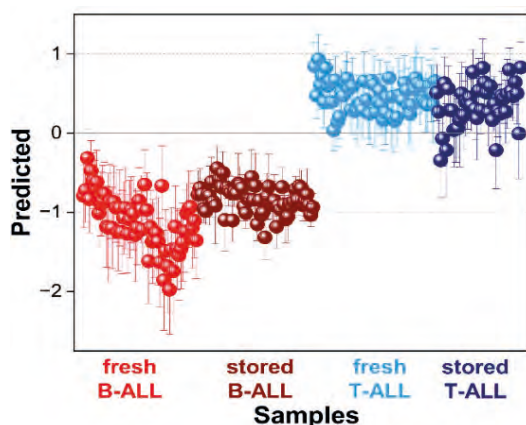 1
0
−1
−2
Predicted
fresh B-ALL
stored B-ALL
fresh T-ALL
stored T-ALL
Samples